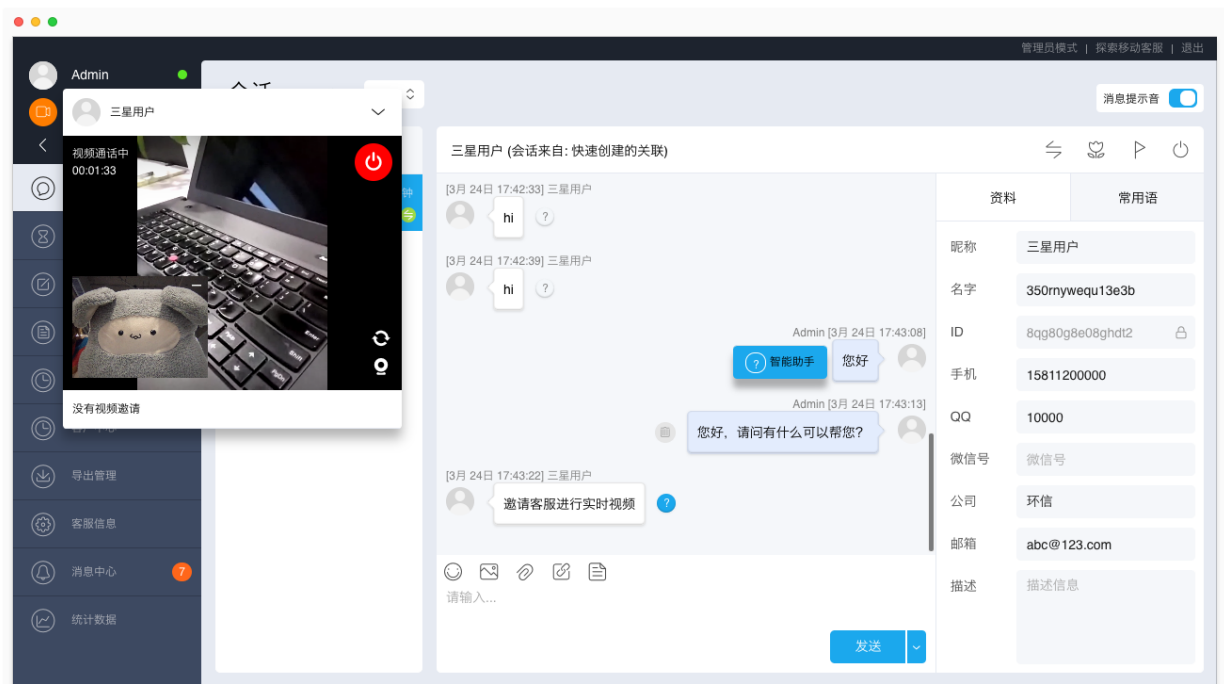 管理员模式 | 探索移动客服 | 退出
Admin
三星用户
视频通话中
00:01:33
没有视频邀请
导出管理
客服信息
消息中心 7
统计数据
消息提示音
三星用户 (会话来自: 快速创建的关联)
[3月 24日 17:42:33] 三星用户
hi ?
[3月 24日 17:42:39] 三星用户
hi ?
Admin [3月 24日 17:43:08]
? 智能助手 您好
Admin [3月 24日 17:43:13]
您好，请问有什么可以帮您?
[3月 24日 17:43:22] 三星用户
邀请客服进行实时视频 ?
请输入...
发送
资料 常用语
昵称 三星用户
名字 350rnywequ13e3b
ID 8qg80g8e08ghdt2
手机 15811200000
QQ 10000
微信号 微信号
公司 环信
邮箱 abc@123.com
描述 描述信息